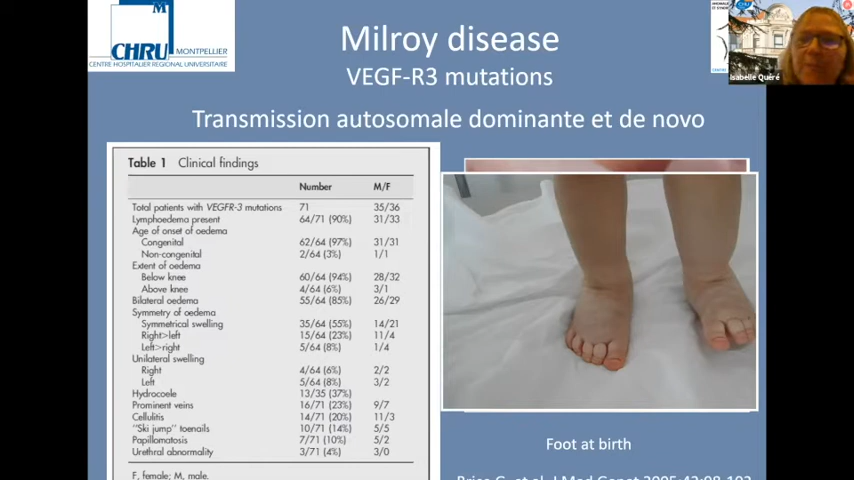 M
CHRU MONTPELLIER
CENTRE HOSPITALIER REGIONAL UNIVERSITAIRE
Milroy disease
VEGF-R3 mutations
Transmission autosomale dominante et de novo
Isabelle Quéré
Table 1 Clinical findings
Number M/F
Total patients with VEGFR-3 mutations 71 35/36
Lymphoedema present 64/71 (90%) 31/33
Age of onset of oedema
Congenital 62/64 (97%) 31/31
Non-congenital 2/64 (3%) 1/1
Extent of oedema
Below knee 60/64 (94%) 28/32
Above knee 4/64 (6%) 3/1
Bilateral oedema 55/64 (85%) 26/29
Symmetry of oedema
Symmetrical swelling 35/64 (55%) 14/21
Right>left 15/64 (23%) 11/4
Left>right 5/64 (8%) 1/4
Unilateral swelling
Right 4/64 (6%) 2/2
Left 5/64 (8%) 3/2
Hydrocoele 13/35 (37%)
Prominent veins 16/71 (23%) 9/7
Cellulitis 14/71 (20%) 11/3
"Ski jump" toenails 10/71 (14%) 5/5
Papillomatosis 7/71 (10%) 5/2
Urethral abnormality 3/71 (4%) 3/0
F, female; M, male.
Foot at birth